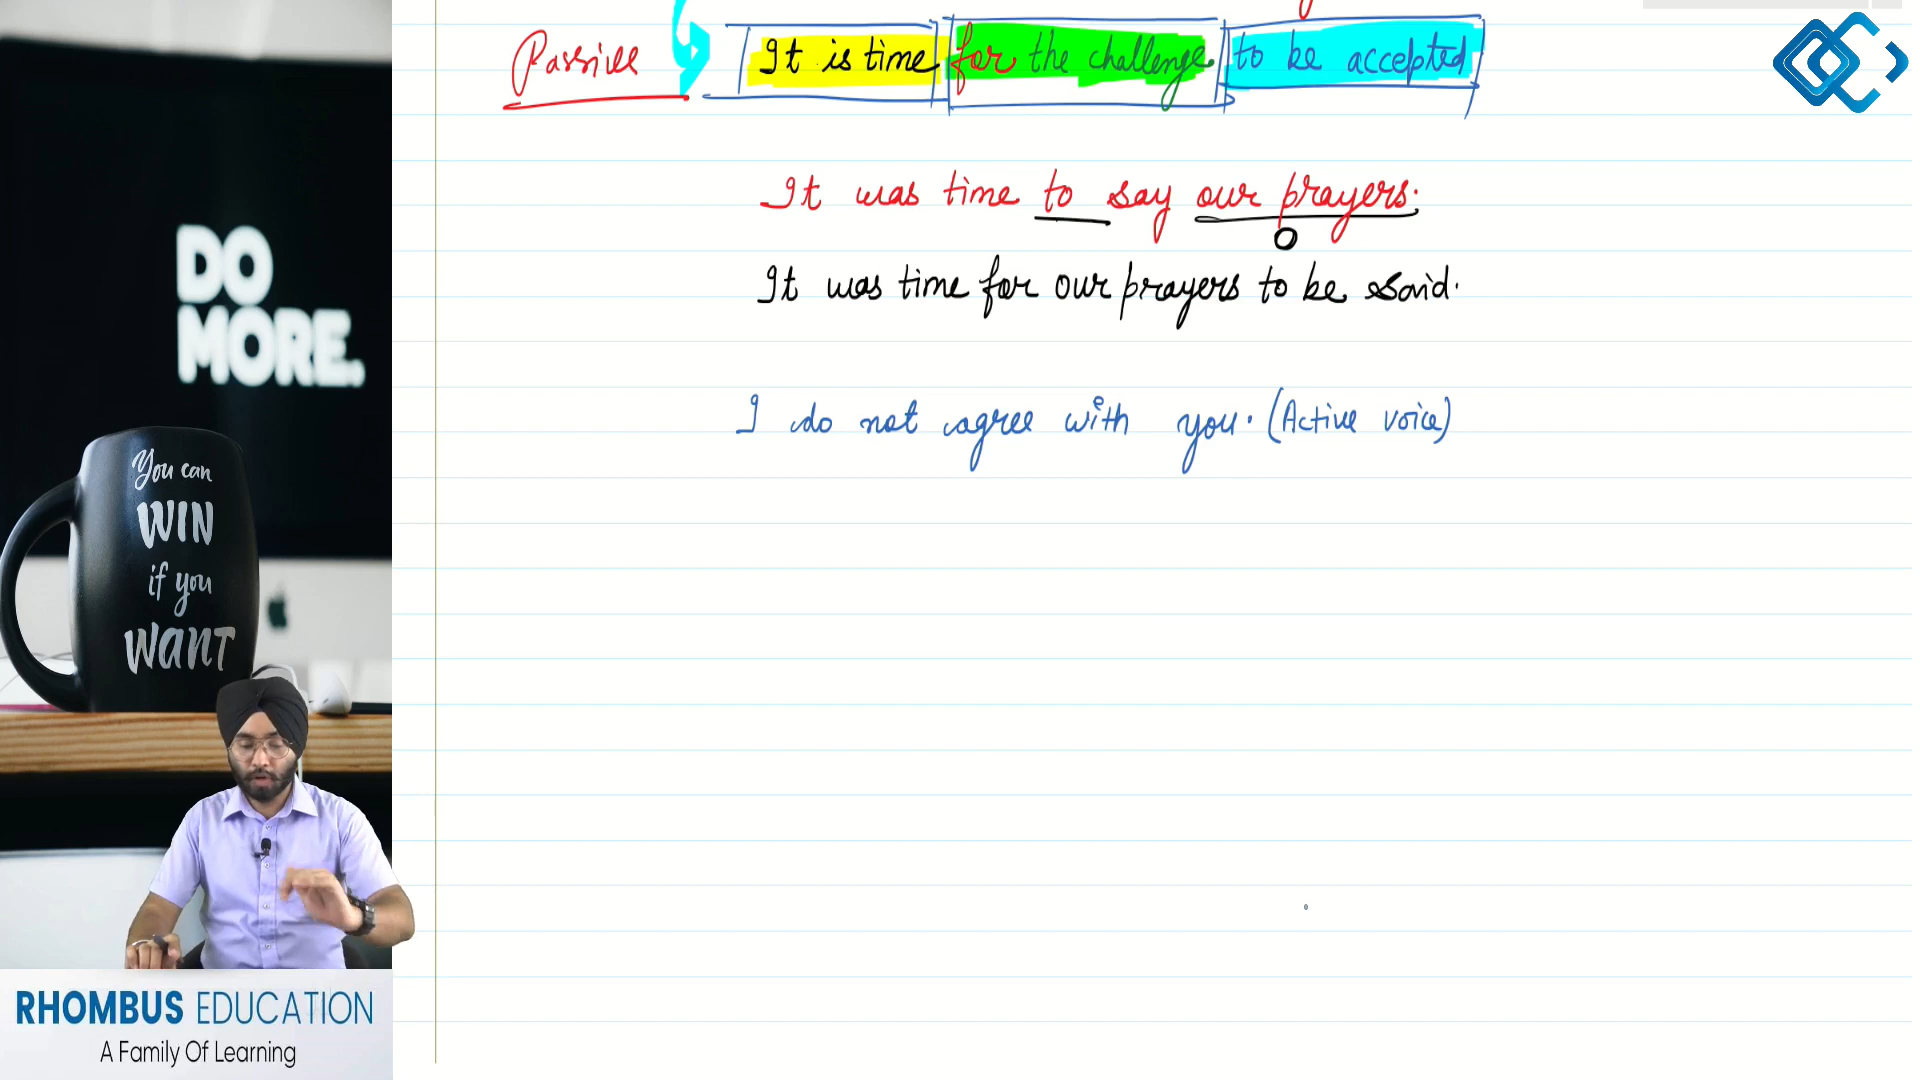 Passive It is time for the challenge to be accepted
It was time to say our prayers.
O
It was time for our prayers to be said.
I do not agree with you. (Active voice)
DO
MORE.
You can
WIN
if you
WANT
RHOMBUS EDUCATION
A Family Of Learning